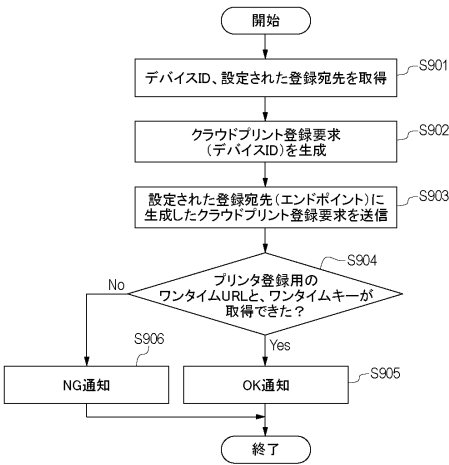 開始
S901
デバイスID、設定された登録宛先を取得
S902
クラウドプリント登録要求
(デバイスID)を生成
S903
設定された登録宛先(エンドポイント)に
生成したクラウドプリント登録要求を送信
S904
プリンタ登録用の
ワンタイムURLと、ワンタイムキーが
取得できた?
No
Yes
S906
NG通知
S905
OK通知
終了